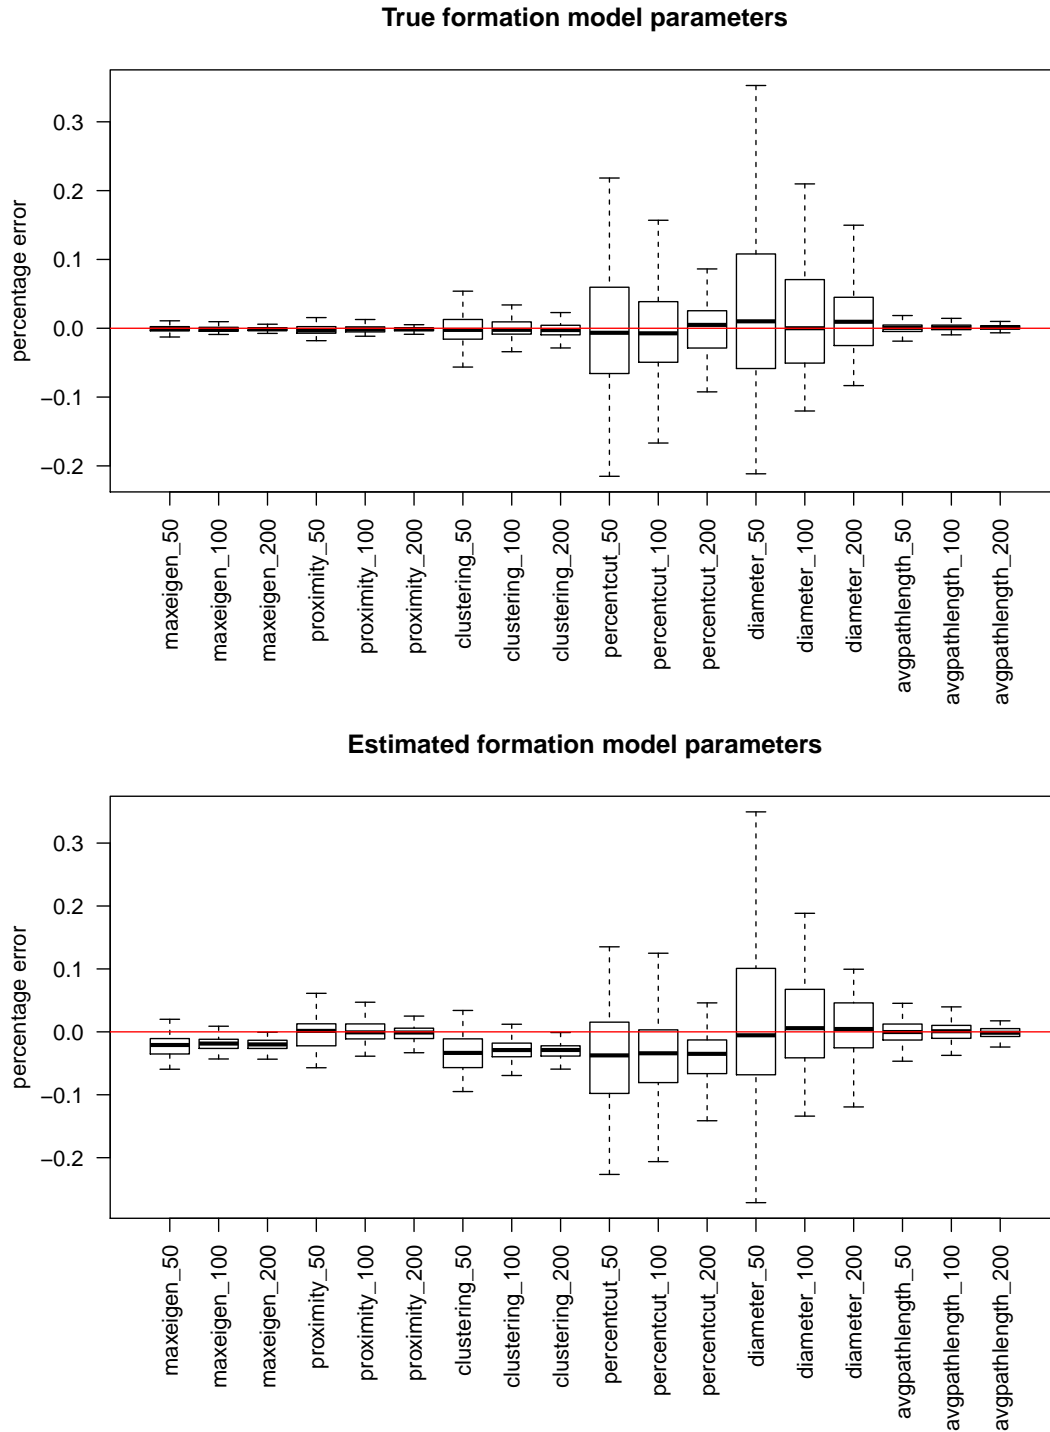 True formation model parameters
percentage error
0.3
0.2
0.1
0.0
−0.1
−0.2
maxeigen_50
maxeigen_100
maxeigen_200
proximity_50
proximity_100
proximity_200
clustering_50
clustering_100
clustering_200
percentcut_50
percentcut_100
percentcut_200
diameter_50
diameter_100
diameter_200
avgpathlength_50
avgpathlength_100
avgpathlength_200
Estimated formation model parameters
percentage error
0.3
0.2
0.1
0.0
−0.1
−0.2
maxeigen_50
maxeigen_100
maxeigen_200
proximity_50
proximity_100
proximity_200
clustering_50
clustering_100
clustering_200
percentcut_50
percentcut_100
percentcut_200
diameter_50
diameter_100
diameter_200
avgpathlength_50
avgpathlength_100
avgpathlength_200